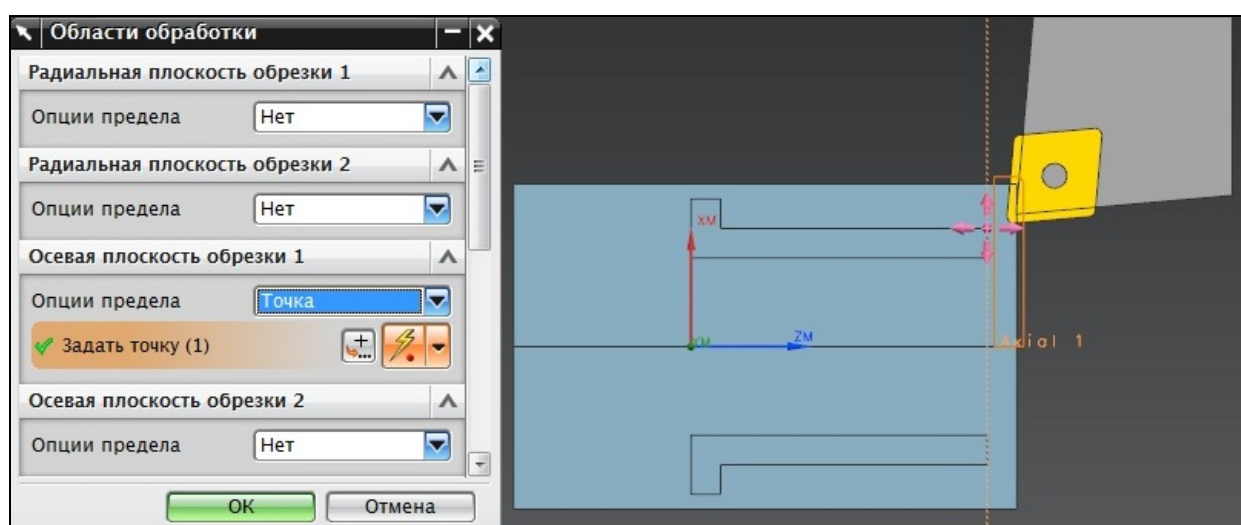 Области обработки
Радиальная плоскость обрезки 1
Опции предела Нет
Радиальная плоскость обрезки 2
Опции предела Нет
Осевая плоскость обрезки 1
Опции предела Точка
Задать точку (1)
Осевая плоскость обрезки 2
Опции предела Нет
ОК Отмена
XM
YM ZM
Axial 1